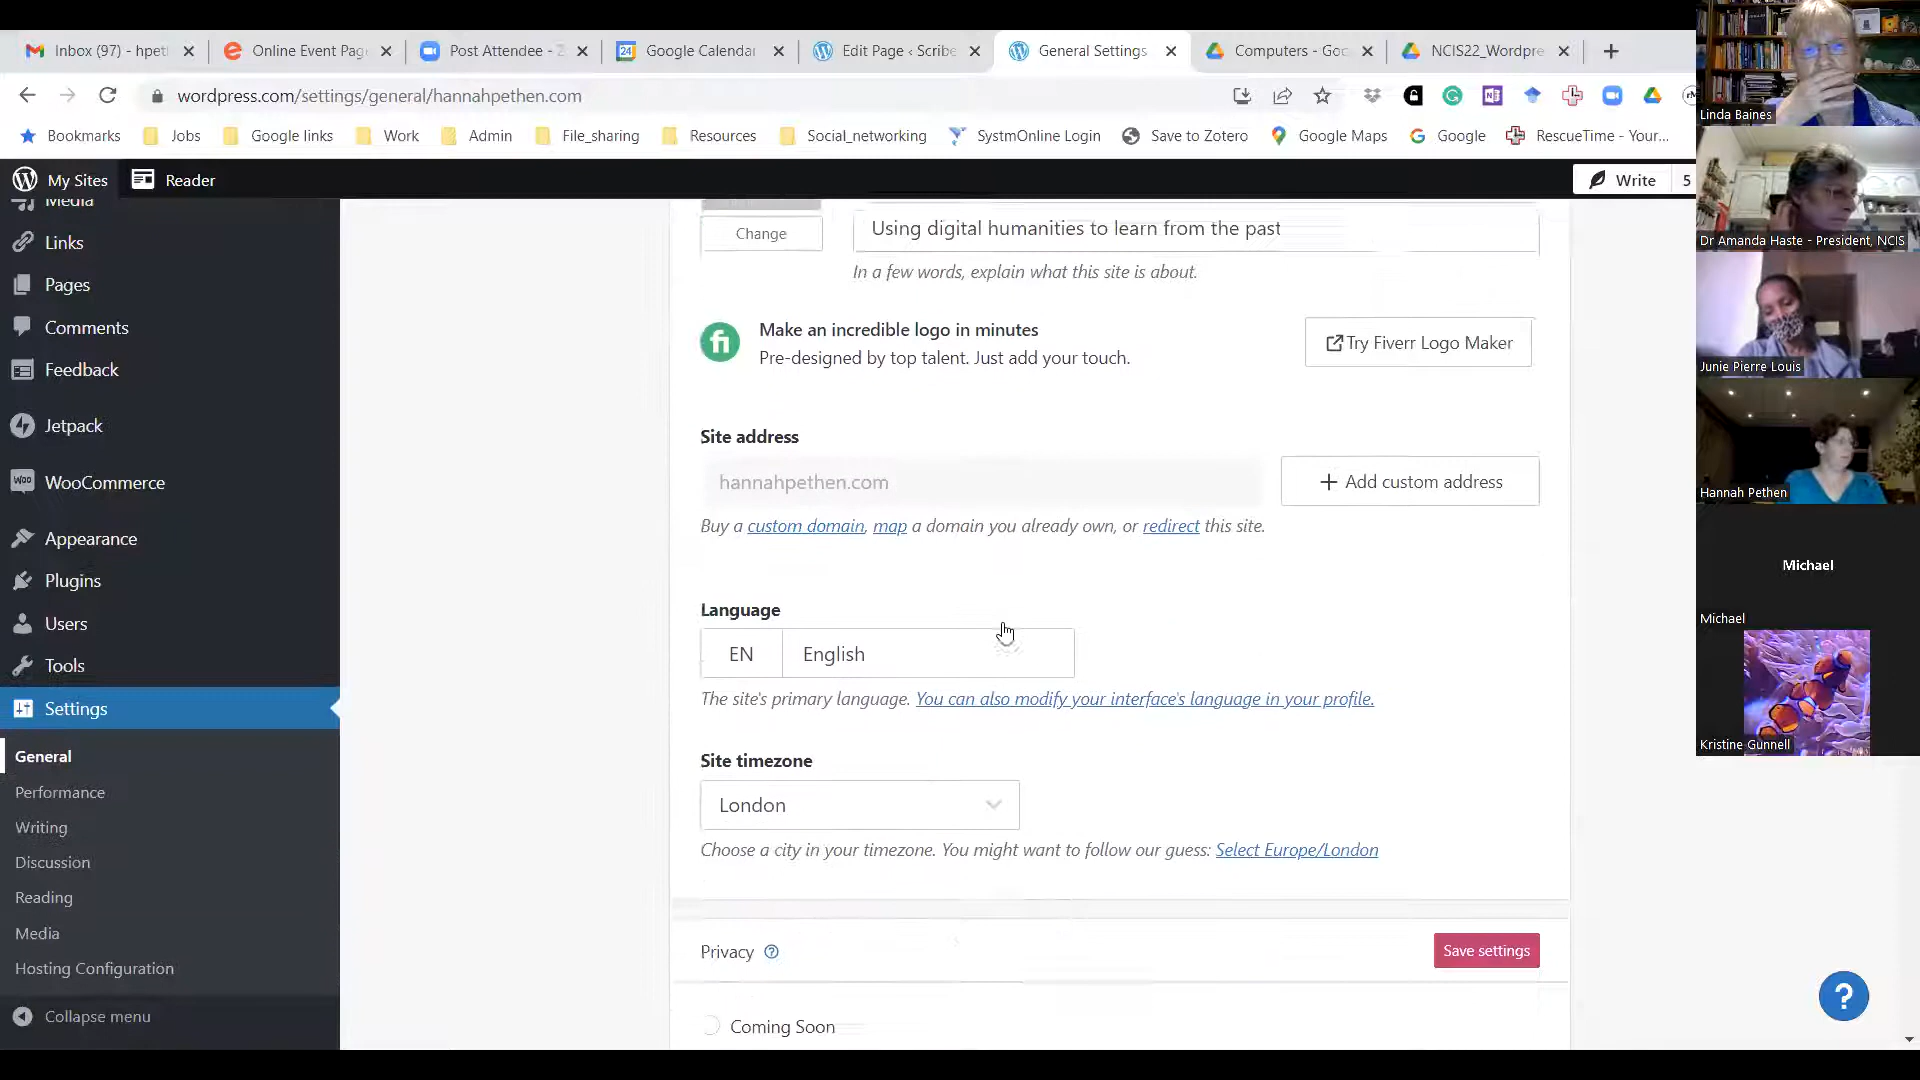 Inbox (97) - hpet
Online Event Pag
Post Attendee - Z
24
Google Calendar
Edit Page ‹ Scribe
General Settings
Computers - Goo
NCIS22_Wordpre
wordpress.com/settings/general/hannahpethen.com
Bookmarks
Jobs
Google links
Work
Admin
File_sharing
Resources
Social_networking
SystmOnline Login
Save to Zotero
Google Maps
Google
RescueTime - Your...
My Sites
Reader
Write
5
Media
Links
Pages
Comments
Feedback
Jetpack
WooCommerce
Appearance
Plugins
Users
Tools
Settings
General
Performance
Writing
Discussion
Reading
Media
Hosting Configuration
Collapse menu
Change
Using digital humanities to learn from the past
In a few words, explain what this site is about.
fi
Make an incredible logo in minutes
Pre-designed by top talent. Just add your touch.
Try Fiverr Logo Maker
Site address
hannahpethen.com
+ Add custom address
Buy a custom domain, map a domain you already own, or redirect this site.
Language
EN
English
The site's primary language. You can also modify your interface's language in your profile.
Site timezone
London
Choose a city in your timezone. You might want to follow our guess: Select Europe/London
Privacy
?
Save settings
Coming Soon
?
Linda Baines
Dr Amanda Haste - President, NCIS
Junie Pierre Louis
Hannah Pethen
Michael
Michael
Kristine Gunnell